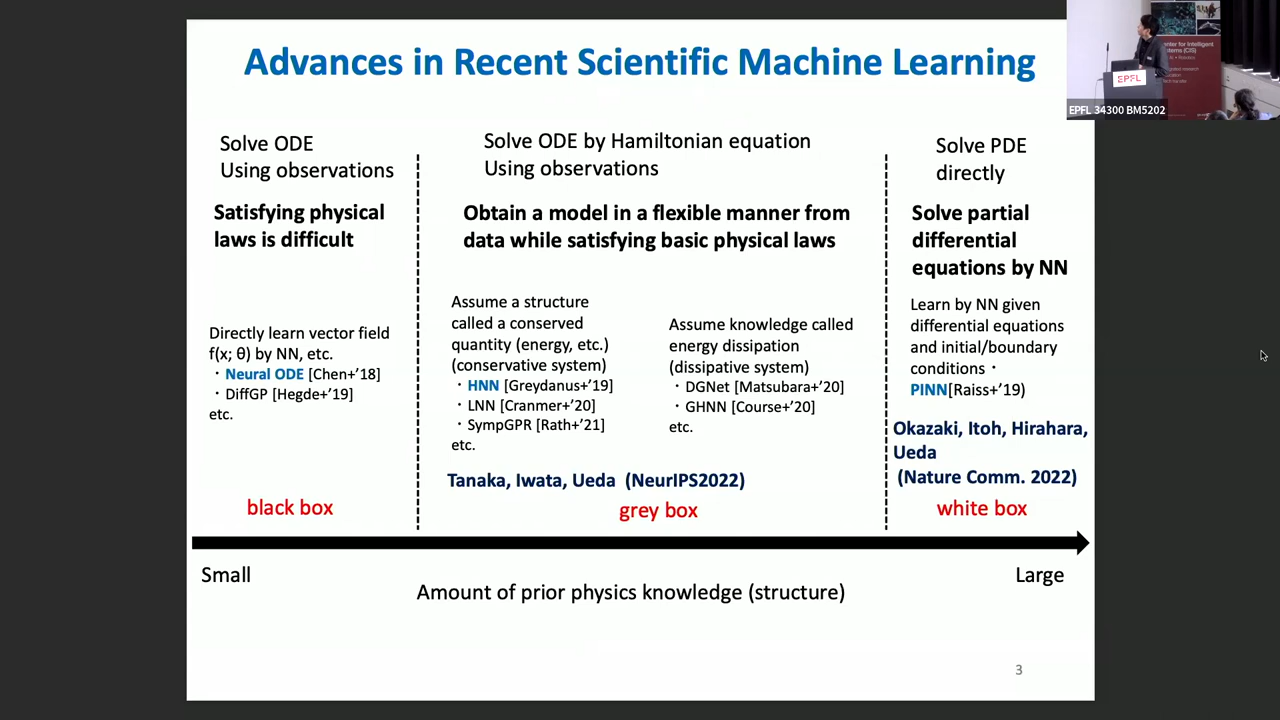 Advances in Recent Scientific Machine Learning
Solve ODE
Using observations
Satisfying physical
laws is difficult
Directly learn vector field
f(x; θ) by NN, etc.
・Neural ODE [Chen+’18]
・DiffGP [Hegde+’19]
etc.
black box
Solve ODE by Hamiltonian equation
Using observations
Obtain a model in a flexible manner from
data while satisfying basic physical laws
Assume a structure
called a conserved
quantity (energy, etc.)
(conservative system)
・HNN [Greydanus+’19]
・LNN [Cranmer+’20]
・SympGPR [Rath+’21]
etc.
Assume knowledge called
energy dissipation
(dissipative system)
・DGNet [Matsubara+’20]
・GHNN [Course+’20]
etc.
Tanaka, Iwata, Ueda (NeurIPS2022)
grey box
Solve PDE
directly
Solve partial
differential
equations by NN
Learn by NN given
differential equations
and initial/boundary
conditions・
PINN[Raiss+’19)
Okazaki, Itoh, Hirahara,
Ueda
(Nature Comm. 2022)
white box
Small
Large
Amount of prior physics knowledge (structure)
3
EPFL
EPFL 34300 BM5202